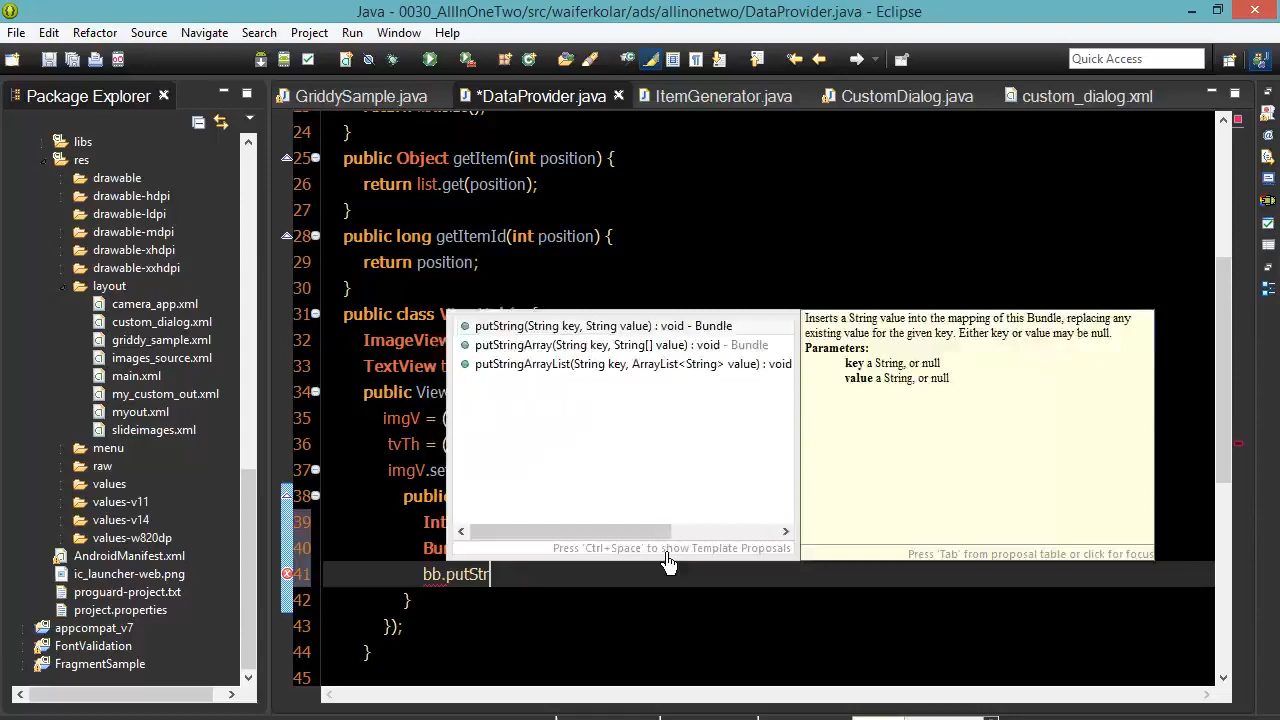 Java - 0030_AllInOneTwo/src/waiferkolar/ads/allinonetwo/DataProvider.java - Eclipse
File Edit Refactor Source Navigate Search Project Run Window Help
Quick Access
Package Explorer
GriddySample.java *DataProvider.java ItemGenerator.java CustomDialog.java custom_dialog.xml
libs
res
drawable
drawable-hdpi
drawable-ldpi
drawable-mdpi
drawable-xhdpi
drawable-xxhdpi
layout
camera_app.xml
custom_dialog.xml
griddy_sample.xml
images_source.xml
main.xml
my_custom_out.xml
myout.xml
slideimages.xml
menu
raw
values
values-v11
values-v14
values-w820dp
AndroidManifest.xml
ic_launcher-web.png
proguard-project.txt
project.properties
appcompat_v7
FontValidation
FragmentSample
24 }
25 public Object getItem(int position) {
26 return list.get(position);
27 }
28 public long getItemId(int position) {
29 return position;
30 }
31 public class
32 ImageView
33 TextView
34 public View
35 imgV = (
36 tvTh = (
37 imgV.se
38 public
39 Int
40 Bu
41 bb.putStr
42 }
43 });
44 }
45
putString(String key, String value) : void - Bundle
putStringArray(String key, String[] value) : void - Bundle
putStringArrayList(String key, ArrayList<String> value) : void
Press 'Ctrl+Space' to show Template Proposals
Inserts a String value into the mapping of this Bundle, replacing any
existing value for the given key. Either key or value may be null.
Parameters:
key a String, or null
value a String, or null
Press 'Tab' from proposal table or click for focus